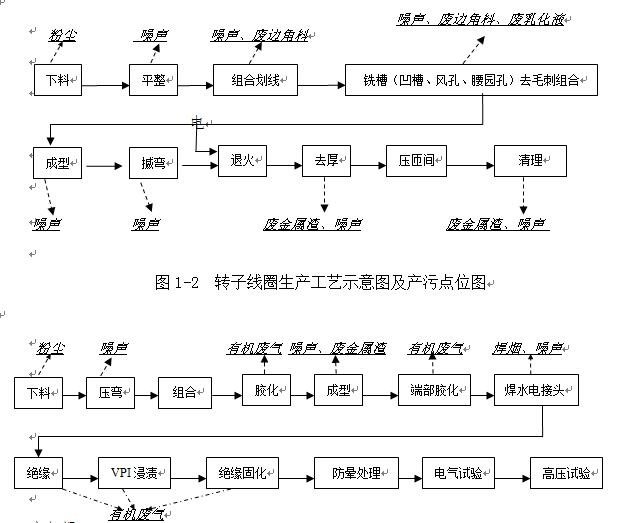 噪声、废边角料、废乳化液
粉尘 噪声 噪声、废边角料
下料 平整 组合划线 铣槽（凹槽、风孔、腰园孔）去毛刺组合
电
成型 搣弯 退火 去厚 压匝间 清理
噪声 噪声 废金属渣、噪声 废金属渣、噪声
图 1-2 转子线圈生产工艺示意图及产污点位图
粉尘 噪声 有机废气 噪声、废金属渣 有机废气 焊烟、噪声
下料 压弯 组合 胶化 成型 端部胶化 焊水电接头
绝缘 VPI 浸渍 绝缘固化 防晕处理 电气试验 高压试验
有机废气